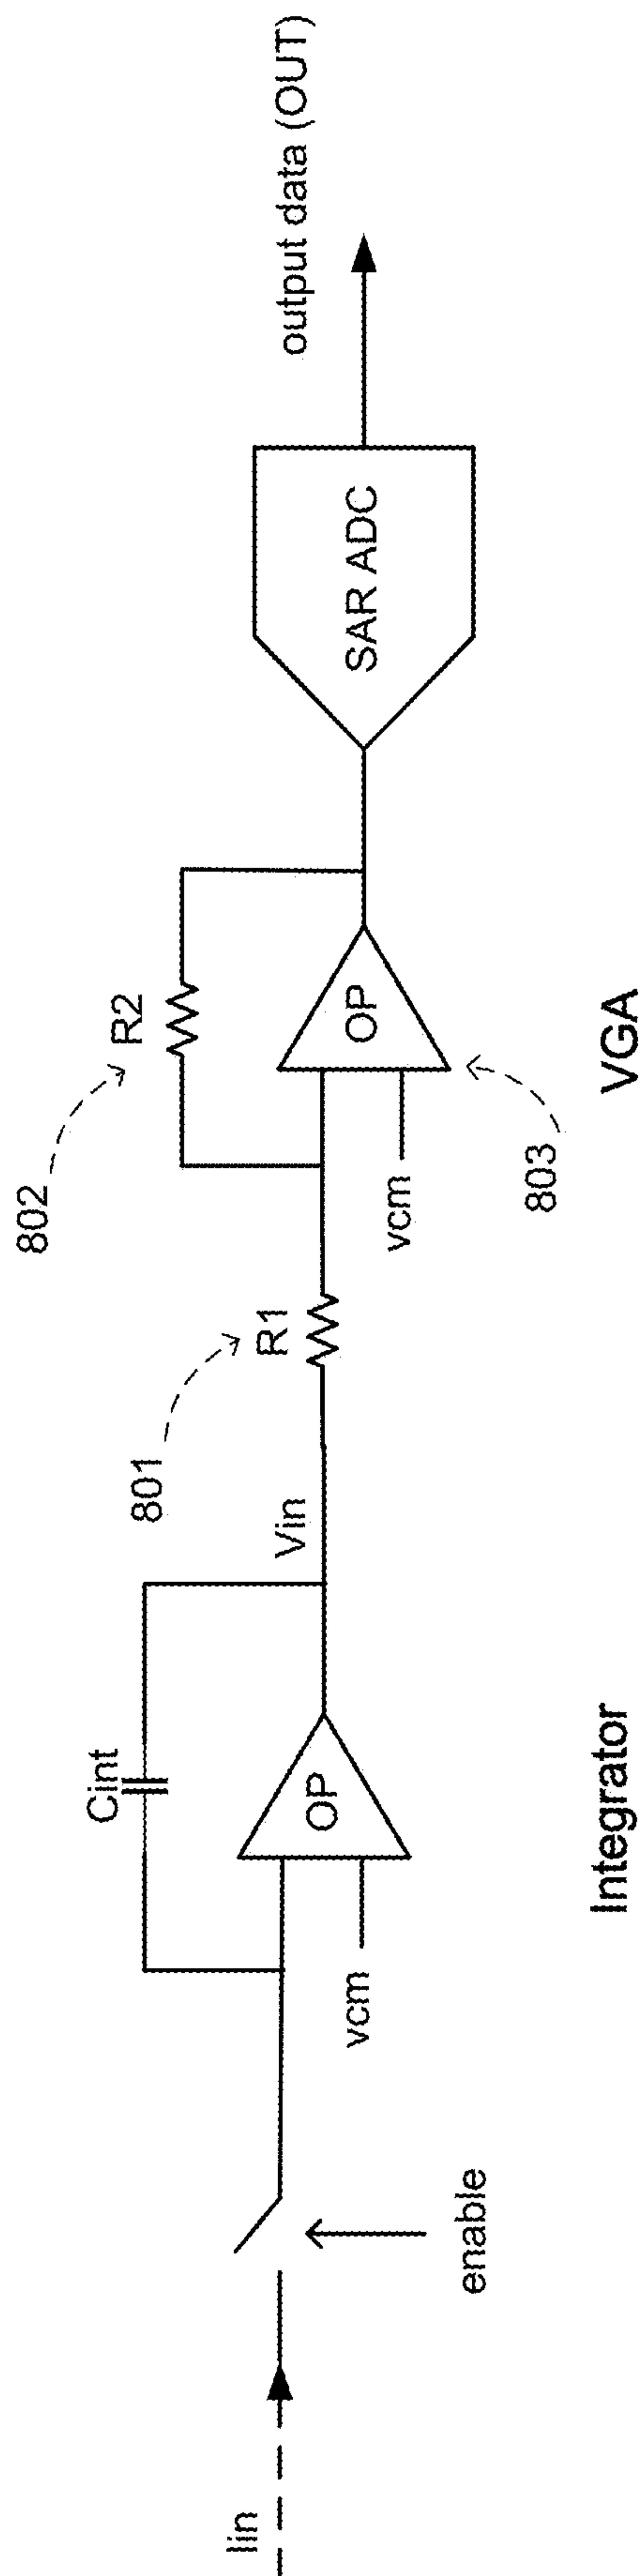 Iin
enable
Cint
OP
vcm
Vin
Integrator
801
R1
802
R2
OP
vcm
803
VGA
SAR ADC
output data (OUT)